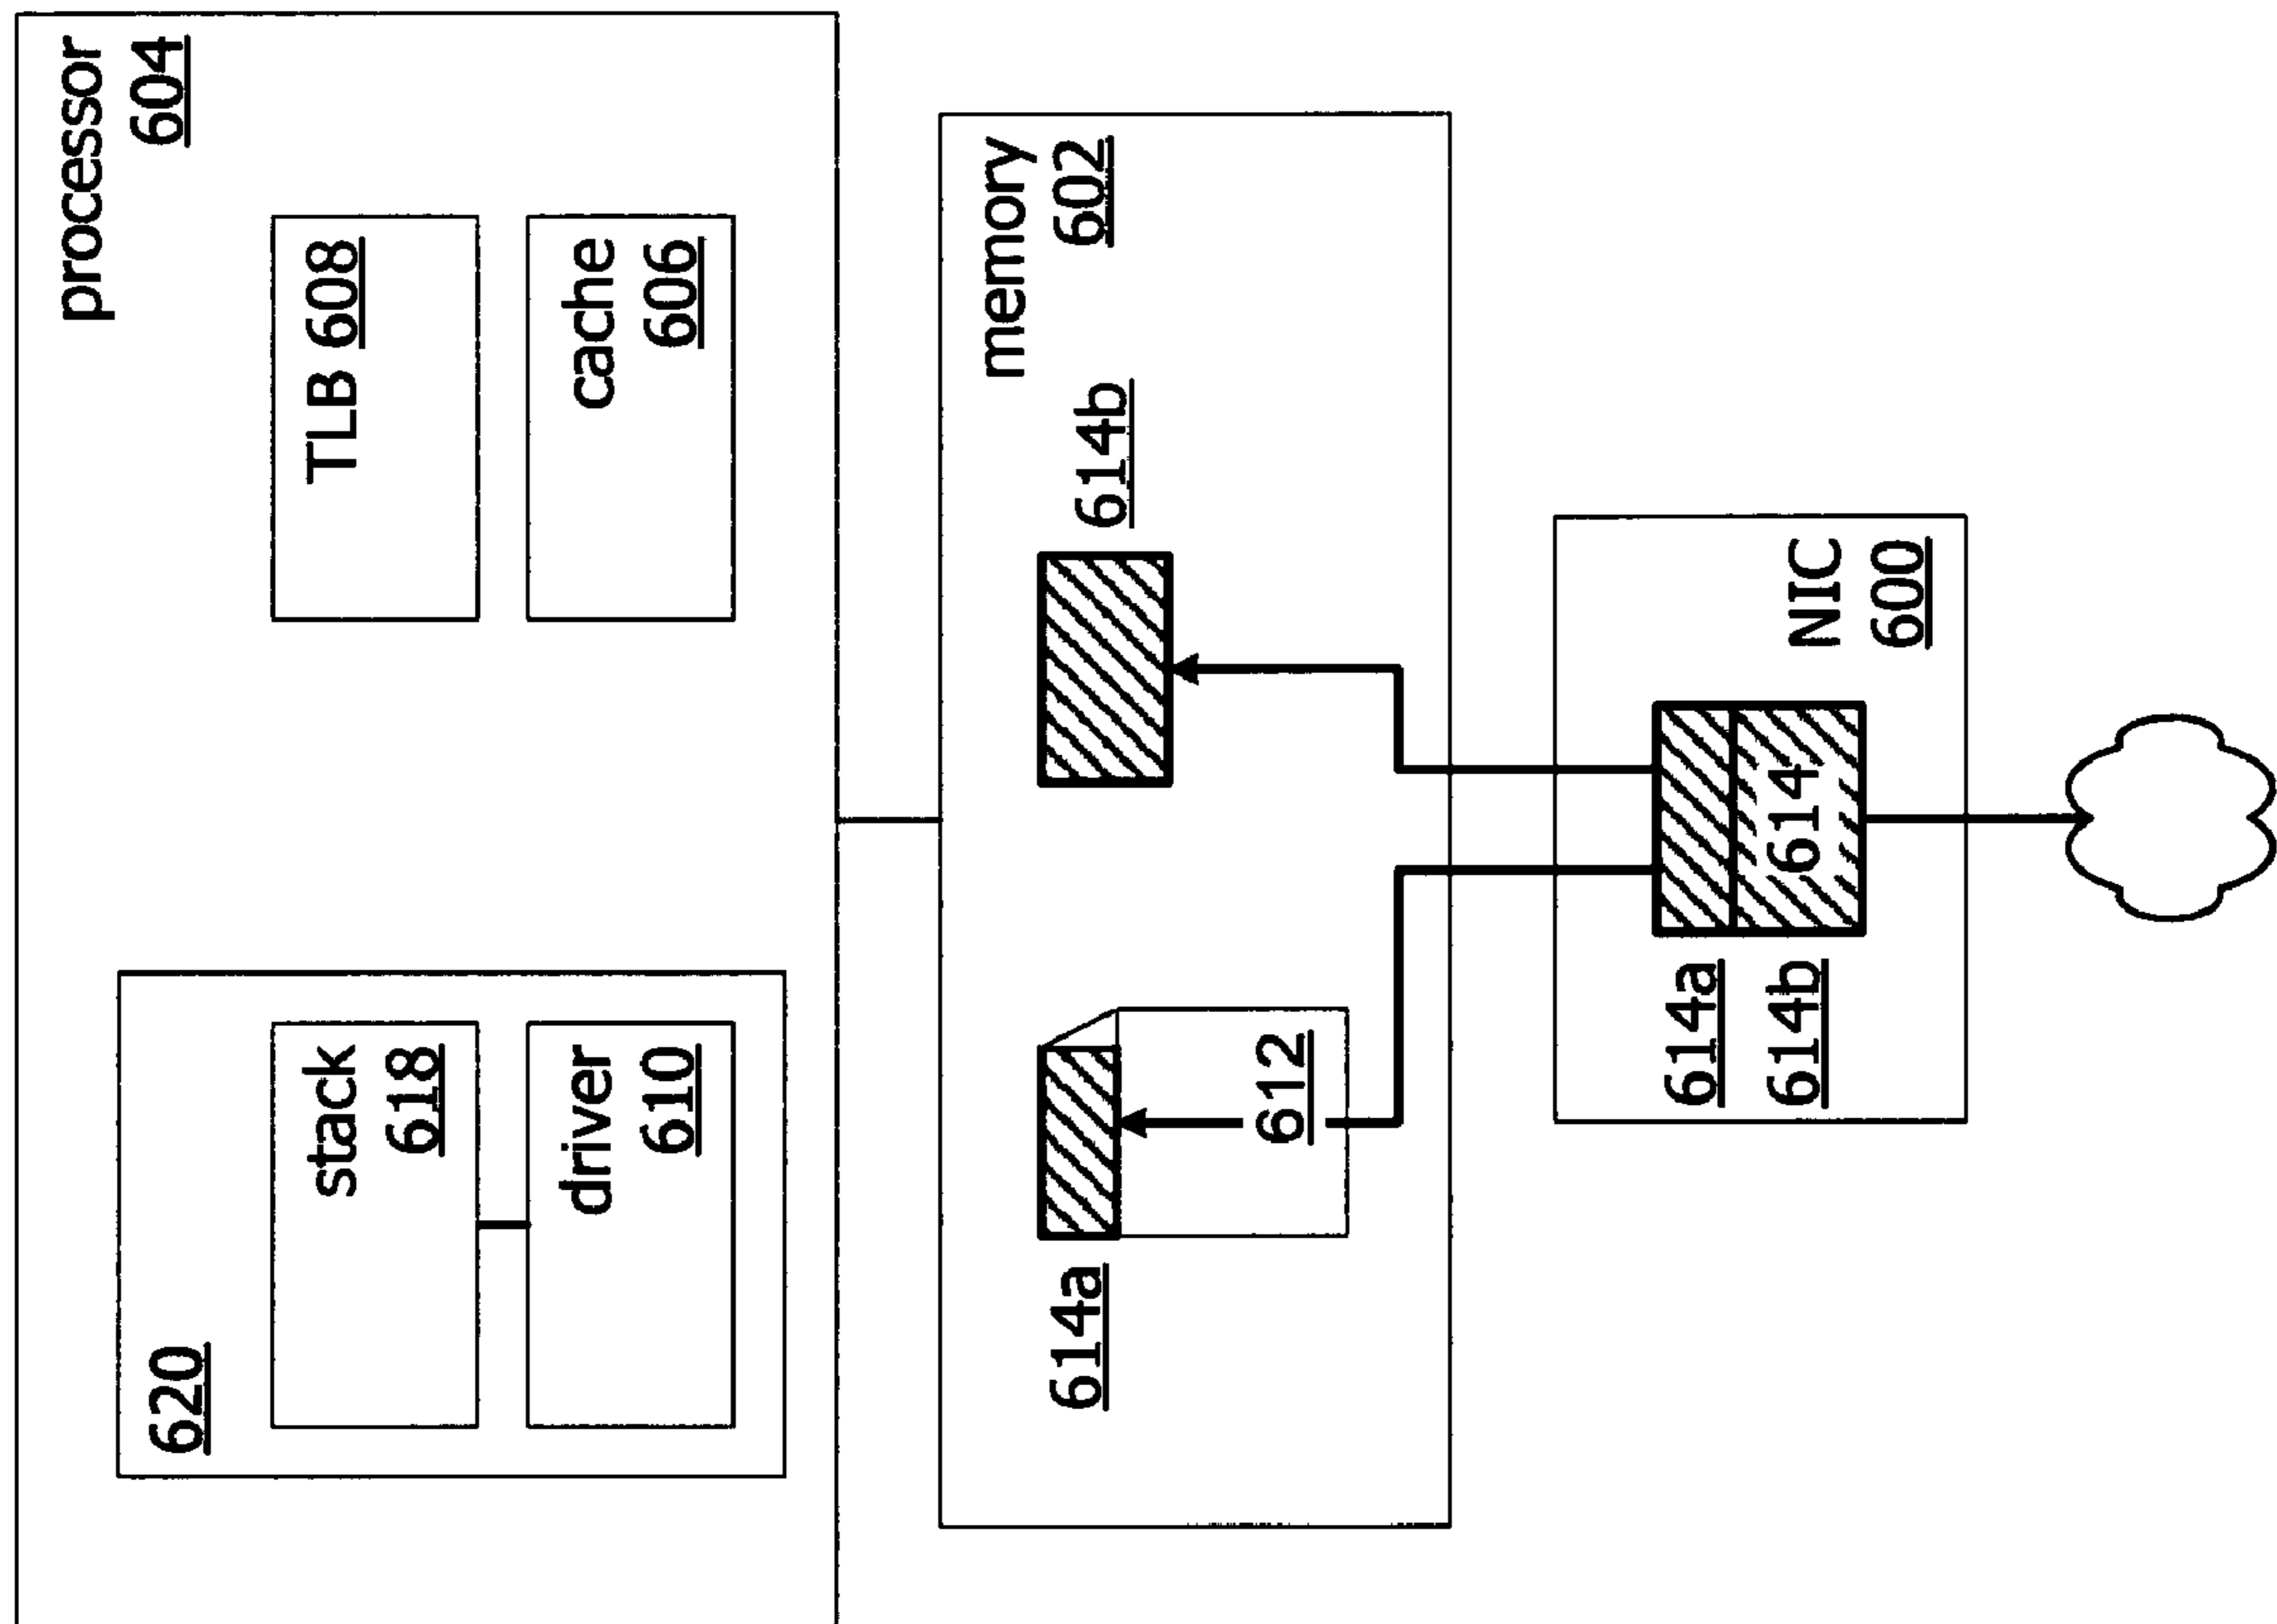 processor
604
620
stack
618
driver
610
TLB 608
cache
606
memory
602
614a
612
614b
NIC
600
614a
614b
614